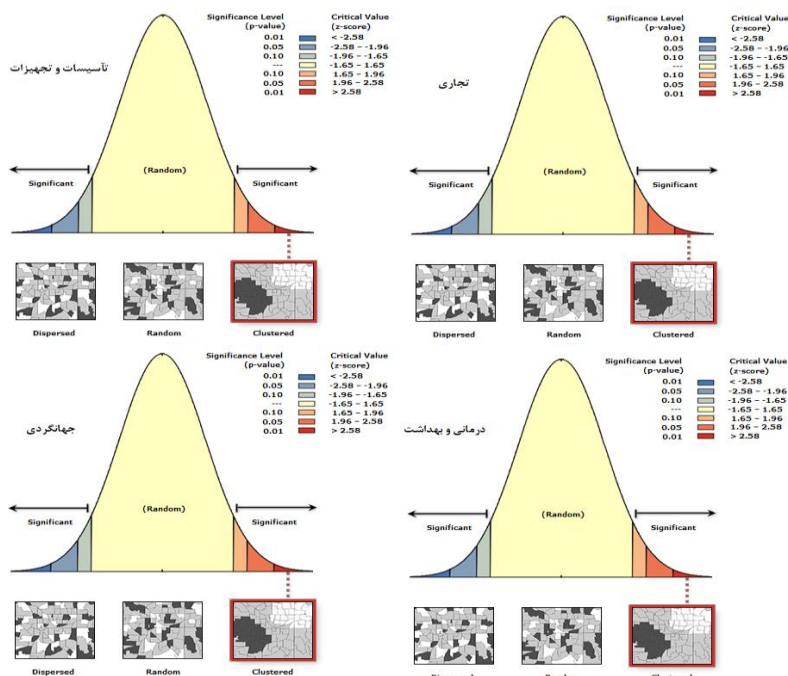 Significance Level (p-value)
Critical Value (z-score)
0.01 < -2.58
0.05 -2.58 – -1.96
0.10 -1.96 – -1.65
--- -1.65 – 1.65
0.10 1.65 – 1.96
0.05 1.96 – 2.58
0.01 > 2.58
تآسیسات و تجهیزات
(Random)
Significant
Significant
Dispersed
Random
Clustered
Significance Level (p-value)
Critical Value (z-score)
0.01 < -2.58
0.05 -2.58 – -1.96
0.10 -1.96 – -1.65
--- -1.65 – 1.65
0.10 1.65 – 1.96
0.05 1.96 – 2.58
0.01 > 2.58
تجاری
(Random)
Significant
Significant
Dispersed
Random
Clustered
Significance Level (p-value)
Critical Value (z-score)
0.01 < -2.58
0.05 -2.58 – -1.96
0.10 -1.96 – -1.65
--- -1.65 – 1.65
0.10 1.65 – 1.96
0.05 1.96 – 2.58
0.01 > 2.58
جهانگردی
(Random)
Significant
Significant
Dispersed
Random
Clustered
Significance Level (p-value)
Critical Value (z-score)
0.01 < -2.58
0.05 -2.58 – -1.96
0.10 -1.96 – -1.65
--- -1.65 – 1.65
0.10 1.65 – 1.96
0.05 1.96 – 2.58
0.01 > 2.58
درمانی و بهداشت
(Random)
Significant
Significant
Dispersed
Random
Clustered